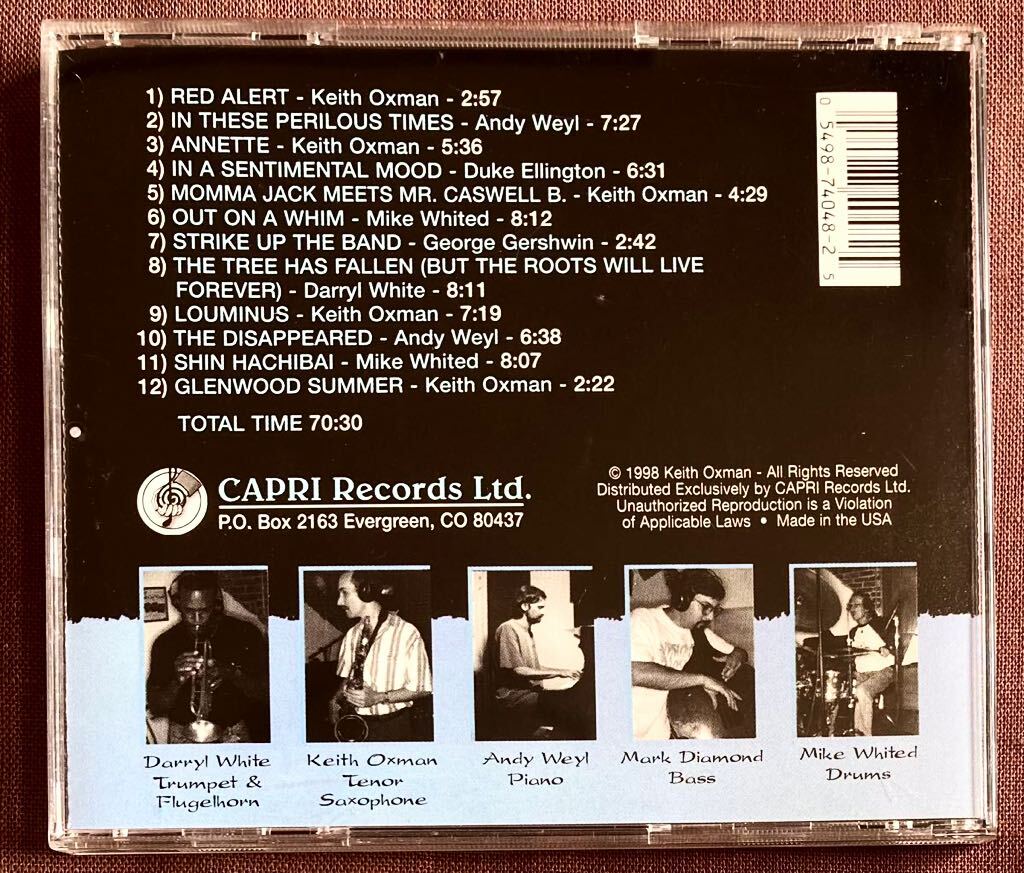 1) RED ALERT - Keith Oxman - 2:57
2) IN THESE PERILOUS TIMES - Andy Weyl - 7:27
3) ANNETTE - Keith Oxman - 5:36
4) IN A SENTIMENTAL MOOD - Duke Ellington - 6:31
5) MOMMA JACK MEETS MR. CASWELL B. - Keith Oxman - 4:29
6) OUT ON A WHIM - Mike Whited - 8:12
7) STRIKE UP THE BAND - George Gershwin - 2:42
8) THE TREE HAS FALLEN (BUT THE ROOTS WILL LIVE
FOREVER) - Darryl White - 8:11
9) LOUMINUS - Keith Oxman - 7:19
10) THE DISAPPEARED - Andy Weyl - 6:38
11) SHIN HACHIBAI - Mike Whited - 8:07
12) GLENWOOD SUMMER - Keith Oxman - 2:22
TOTAL TIME 70:30
0 5498-74048-2 5
CAPRI Records Ltd.
P.O. Box 2163 Evergreen, CO 80437
© 1998 Keith Oxman - All Rights Reserved
Distributed Exclusively by CAPRI Records Ltd.
Unauthorized Reproduction is a Violation
of Applicable Laws • Made in the USA
Darryl White
Trumpet &
Flugelhorn
Keith Oxman
Tenor
Saxophone
Andy Weyl
Piano
Mark Diamond
Bass
Mike Whited
Drums